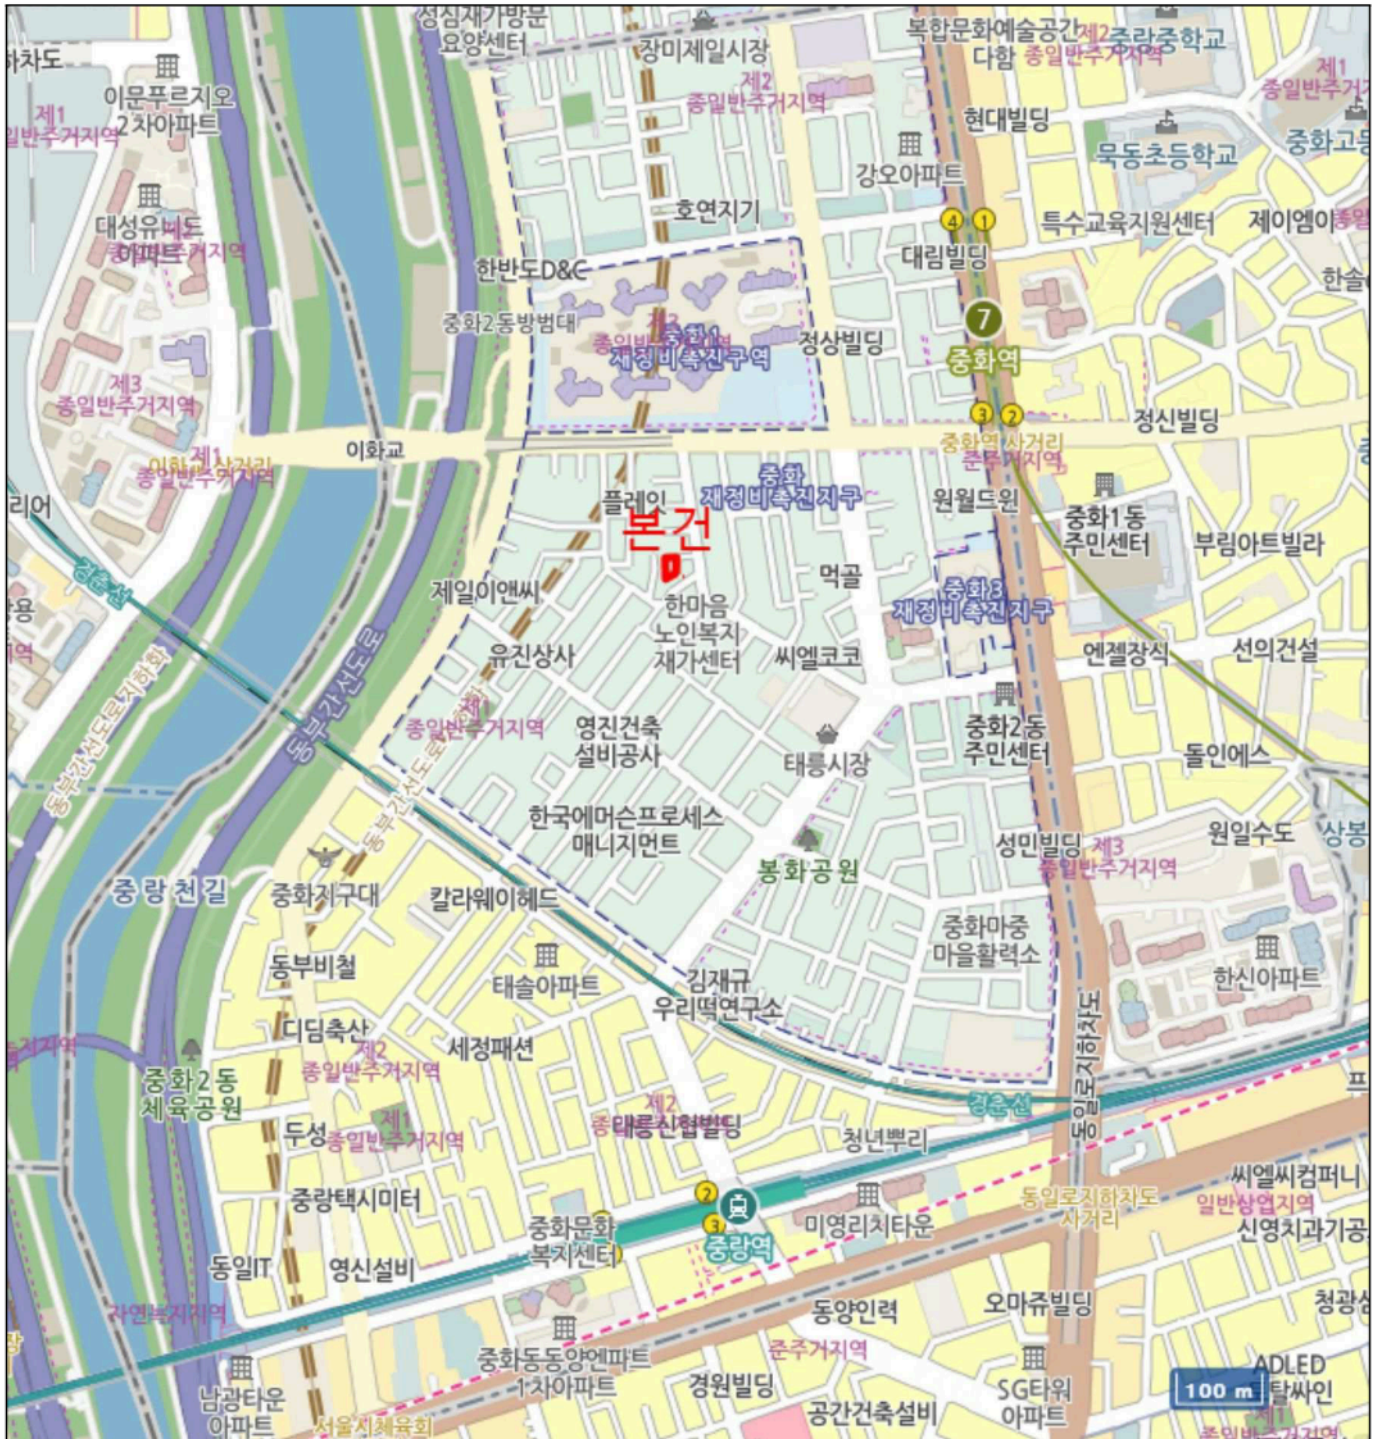 성심재가방문
요양센터
장미제일시장
복합문화예술공간
다함
제2
종일반주거지역
중랑중학교
하차도
이문푸르지오
2차아파트
제1
일반주거지역
제2
종일반주거지역
제1
종일반주거지
현대빌딩
묵동초등학교
중화고등
강오아파트
대성유니드
아파트
종일반주거지역
호연지기
4
1
특수교육지원센터
제이엠이
대림빌딩
한반도D&C
한솔
중화2동방범대
제3
중화1
재정비촉진구역
정상빌딩
7
중화역
제3
종일반주거지역
3
2
정신빌딩
중화역 사거리
준주거지역
이화교
제1
종일반주거지역
리어
플레잇
본건
중화
재정비촉진지구
원월드윈
중화1동
주민센터
부림아트빌라
경춘선
제일이앤씨
먹골
중화3
재정비촉진지구
한마음
노인복지
재가센터
유진상사
씨엘코코
엔젤장식
선의건설
동부간선도로지하화
동부간선도로
제1
종일반주거지역
영진건축
설비공사
중화2동
주민센터
태릉시장
돌인에스
한국에머슨프로세스
매니지먼트
성민빌딩
제3
종일반주거지역
원일수도
상봉
봉화공원
중랑천길
중화지구대
칼라웨이헤드
중화마중
마을활력소
동부비철
태솔아파트
김재규
우리떡연구소
한신아파트
디딤축산
세정패션
제2
종일반주거지역
동일로지하차도
중화2동
체육공원
경춘선
제1
종일반주거지역
두성
제2
태릉신협빌딩
청년뿌리
중랑택시미터
2
3
중랑역
중화문화
복지센터
미영리치타운
동일로지하차도
사거리
씨엘씨컴퍼니
일반상업지역
신영치과기공
동일IT
영신설비
자연녹지지역
동양인력
오마쥬빌딩
청광
중화동동양엔파트
1차아파트
준주거지역
경원빌딩
남광타운
아파트
서울시체육회
공간건축설비
SG타워
아파트
100 m
ADLED
탈싸인
제1
종일반주거지역